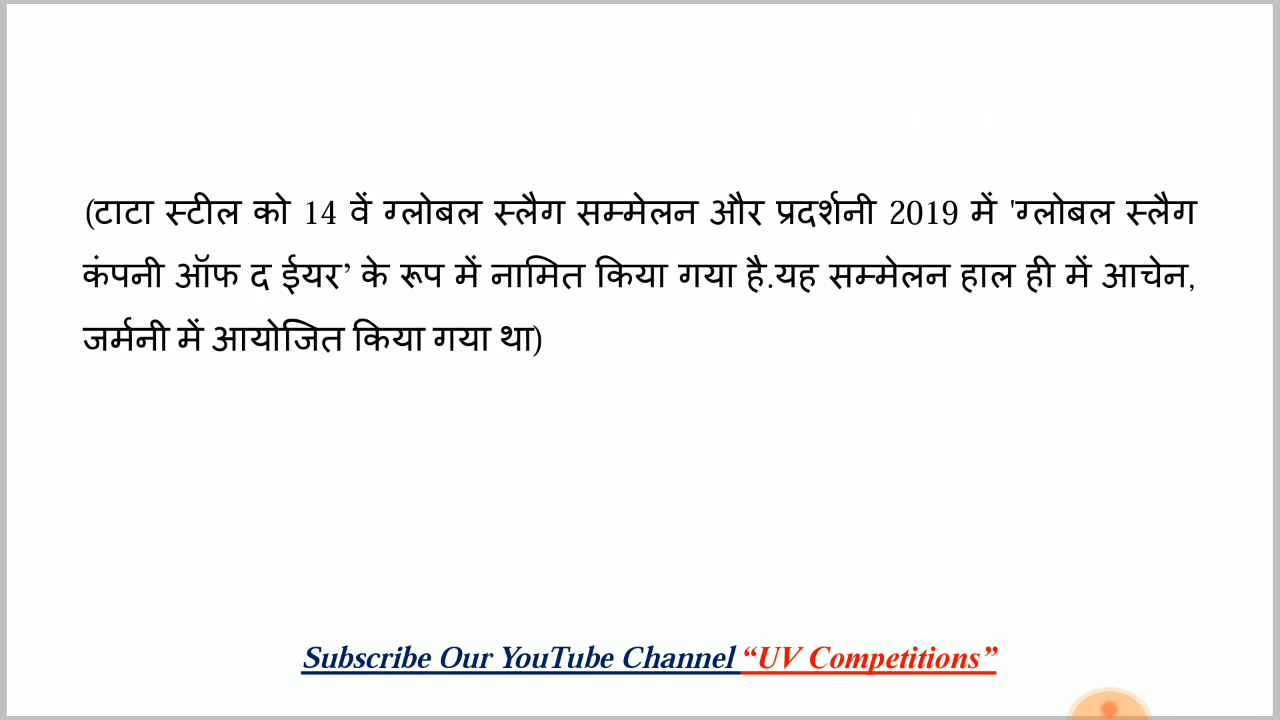 (टाटा स्टील को 14 वें ग्लोबल स्लैग सम्मेलन और प्रदर्शनी 2019 में 'ग्लोबल स्लैग
कंपनी ऑफ द ईयर’ के रूप में नामित किया गया है.यह सम्मेलन हाल ही में आचेन,
जर्मनी में आयोजित किया गया था)
Subscribe Our YouTube Channel “UV Competitions”